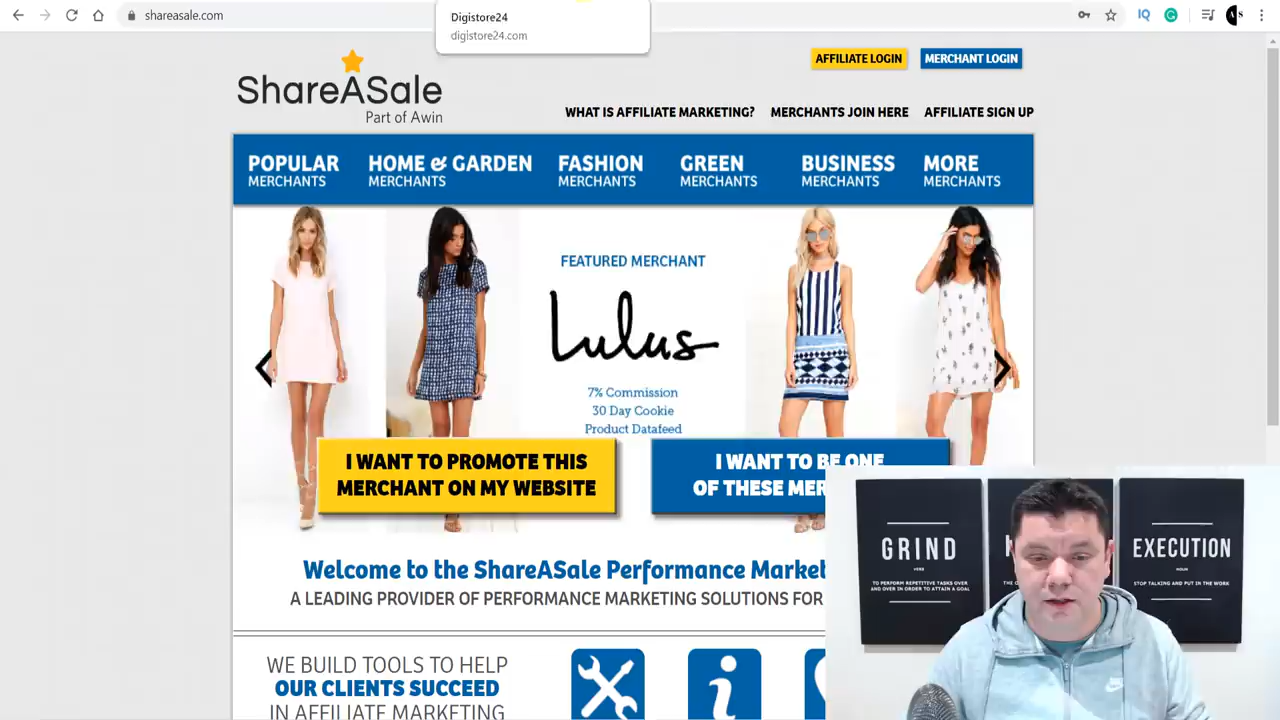 shareasale.com
Digistore24
digistore24.com
ShareASale
Part of Awin
AFFILIATE LOGIN
MERCHANT LOGIN
WHAT IS AFFILIATE MARKETING?
MERCHANTS JOIN HERE
AFFILIATE SIGN UP
POPULAR
MERCHANTS
HOME & GARDEN
MERCHANTS
FASHION
MERCHANTS
GREEN
MERCHANTS
BUSINESS
MERCHANTS
MORE
MERCHANTS
FEATURED MERCHANT
Lulus
7% Commission
30 Day Cookie
Product Datafeed
I WANT TO PROMOTE THIS
MERCHANT ON MY WEBSITE
I WANT TO BE ONE
OF THESE MER
Welcome to the ShareASale Performance Market
A LEADING PROVIDER OF PERFORMANCE MARKETING SOLUTIONS FOR
WE BUILD TOOLS TO HELP
OUR CLIENTS SUCCEED
IN AFFILIATE MARKETING
GRIND
VERB
TO PERFORM REPETITIVE TASKS OVER
AND OVER IN ORDER TO ATTAIN A GOAL
EXECUTION
NOUN
STOP TALKING AND PUT IN THE WORK